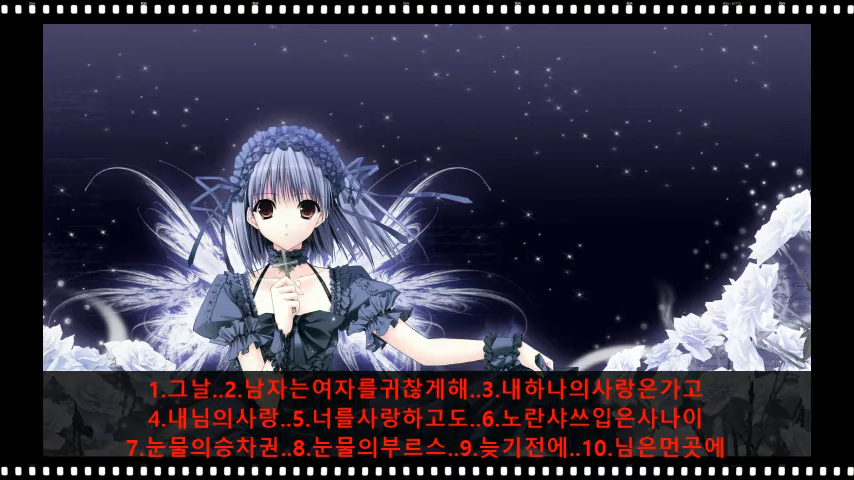 1.그날..2.남자는여자를귀찮게해..3.내하나의사랑은가고
4.내님의사랑..5.너를사랑하고도..6.노란샤쓰입은사나이
7.눈물의승차권..8.눈물의부르스..9.늦기전에..10.님은먼곳에